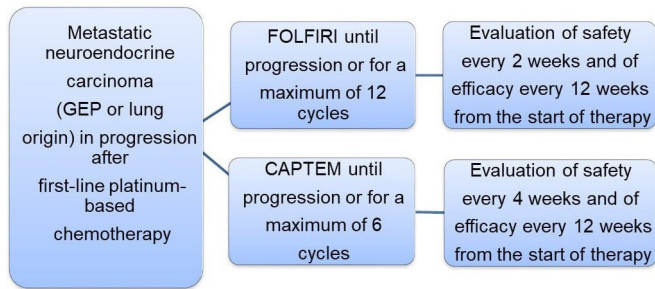 Metastatic
neuroendocrine
carcinoma
(GEP or lung
origin) in progression
after
first-line platinum-
based
chemotherapy
FOLFIRI until
progression or for a
maximum of 12
cycles
Evaluation of safety
every 2 weeks and of
efficacy every 12 weeks
from the start of therapy
CAPTEM until
progression or for a
maximum of 6
cycles
Evaluation of safety
every 4 weeks and of
efficacy every 12 weeks
from the start of therapy